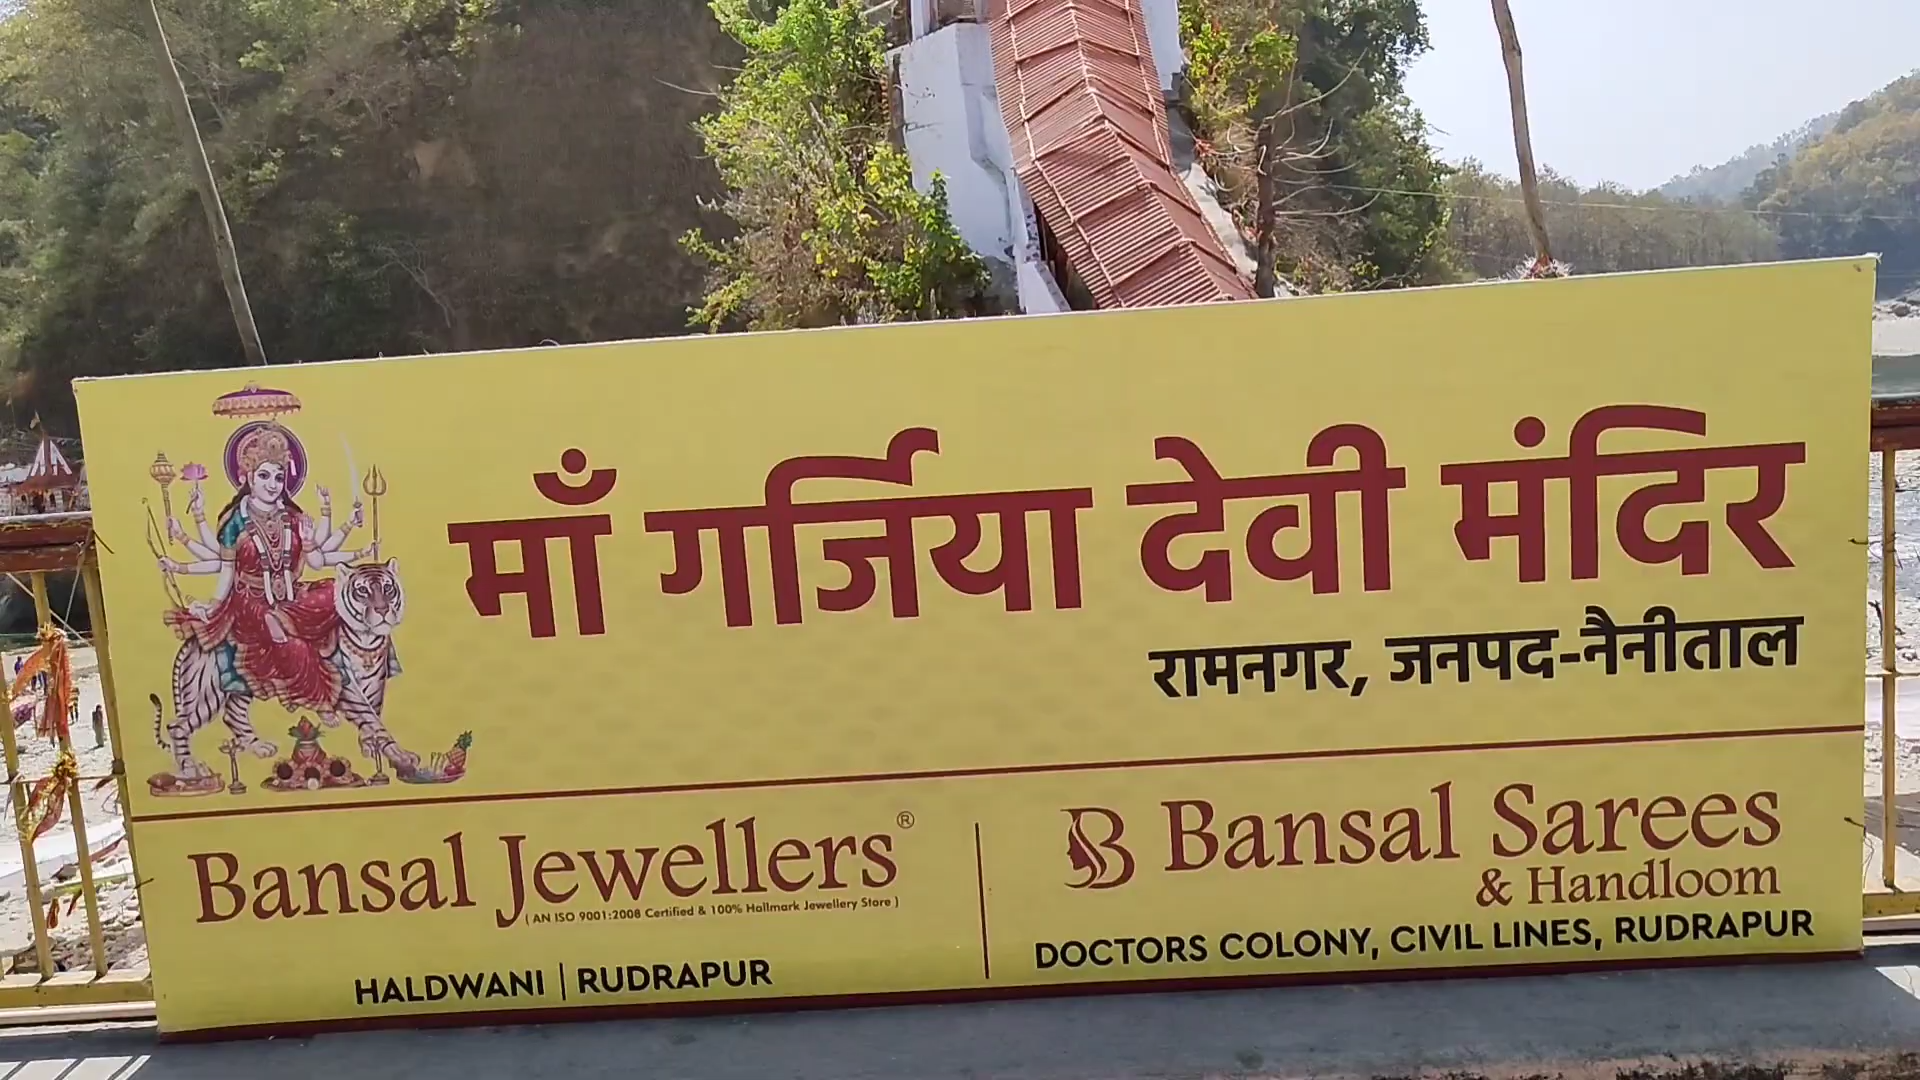 माँ गर्जिया देवी मंदिर
रामनगर, जनपद-नैनीताल
Bansal Jewellers®
( AN ISO 9001:2008 Certified & 100% Hallmark Jewellery Store )
HALDWANI | RUDRAPUR
B Bansal Sarees
& Handloom
DOCTORS COLONY, CIVIL LINES, RUDRAPUR